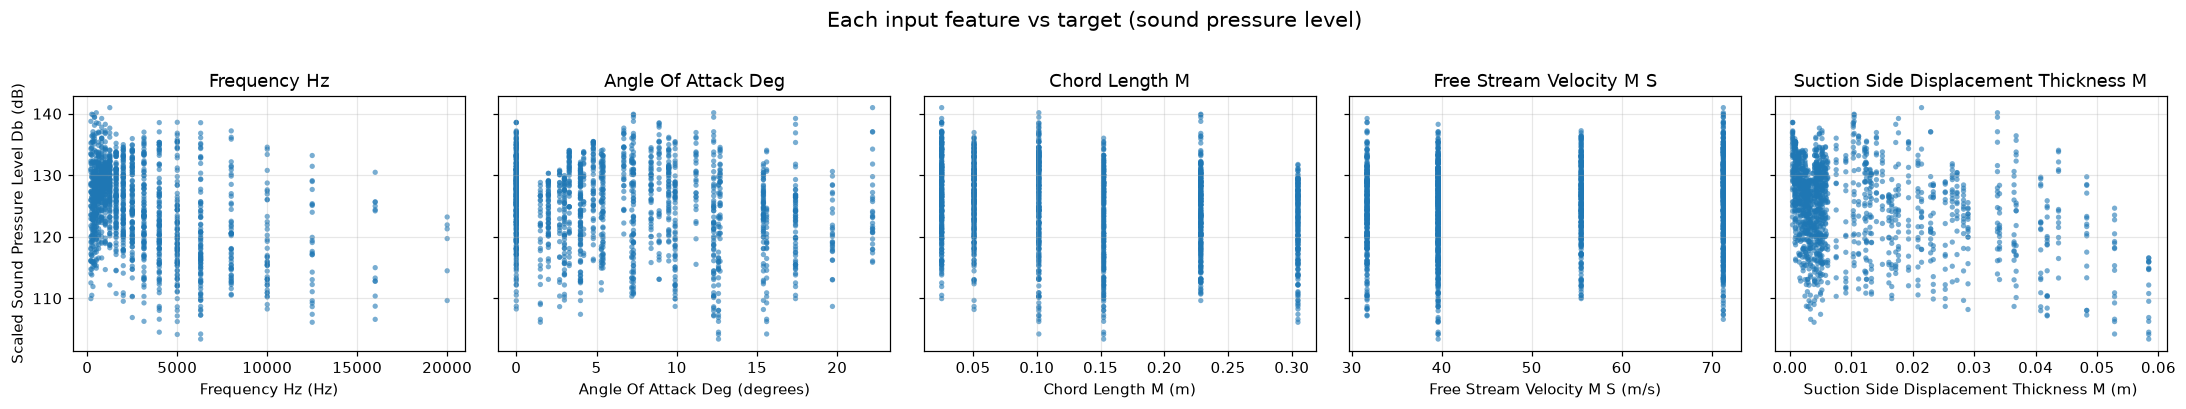 Each input feature vs target (sound pressure level)
Frequency Hz
Angle Of Attack Deg
Chord Length M
Free Stream Velocity M S
Suction Side Displacement Thickness M
Scaled Sound Pressure Level Db (dB)
140
130
120
110
0 5000 10000 15000 20000
0 5 10 15 20
0.05 0.10 0.15 0.20 0.25 0.30
30 40 50 60 70
0.00 0.01 0.02 0.03 0.04 0.05 0.06
Frequency Hz (Hz)
Angle Of Attack Deg (degrees)
Chord Length M (m)
Free Stream Velocity M S (m/s)
Suction Side Displacement Thickness M (m)